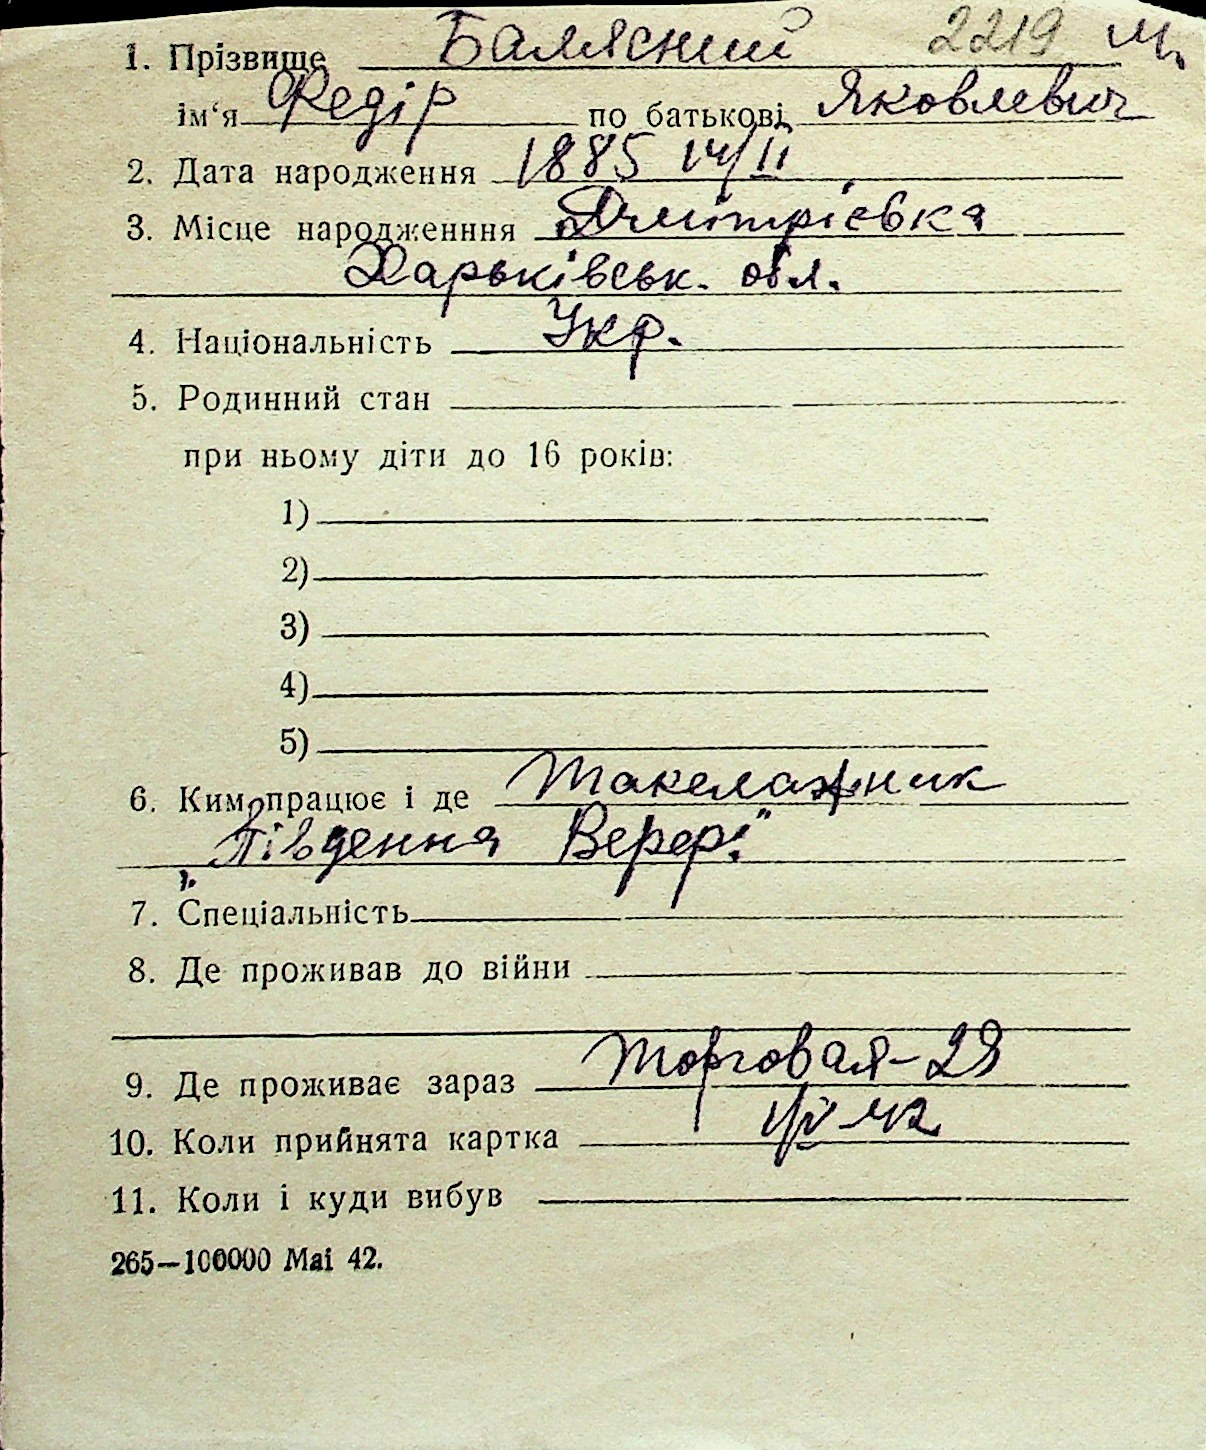 1. Прізвище Балясний 2219 м.
ім‘я Федір по батькові Яковлевич
2. Дата народження 1885 14/II
3. Місце народженння Дмітрієвка
Харьківськ. обл.
4. Національність Укр.
5. Родинний стан
при ньому діти до 16 років:
1)
2)
3)
4)
5)
6. Ким працює і де Такелажник
„Південна Верф."
7. Спеціальність
8. Де проживав до війни
9. Де проживає зараз Торговая-29
10. Коли прийнята картка
11. Коли і куди вибув
265—100000 Mai 42.